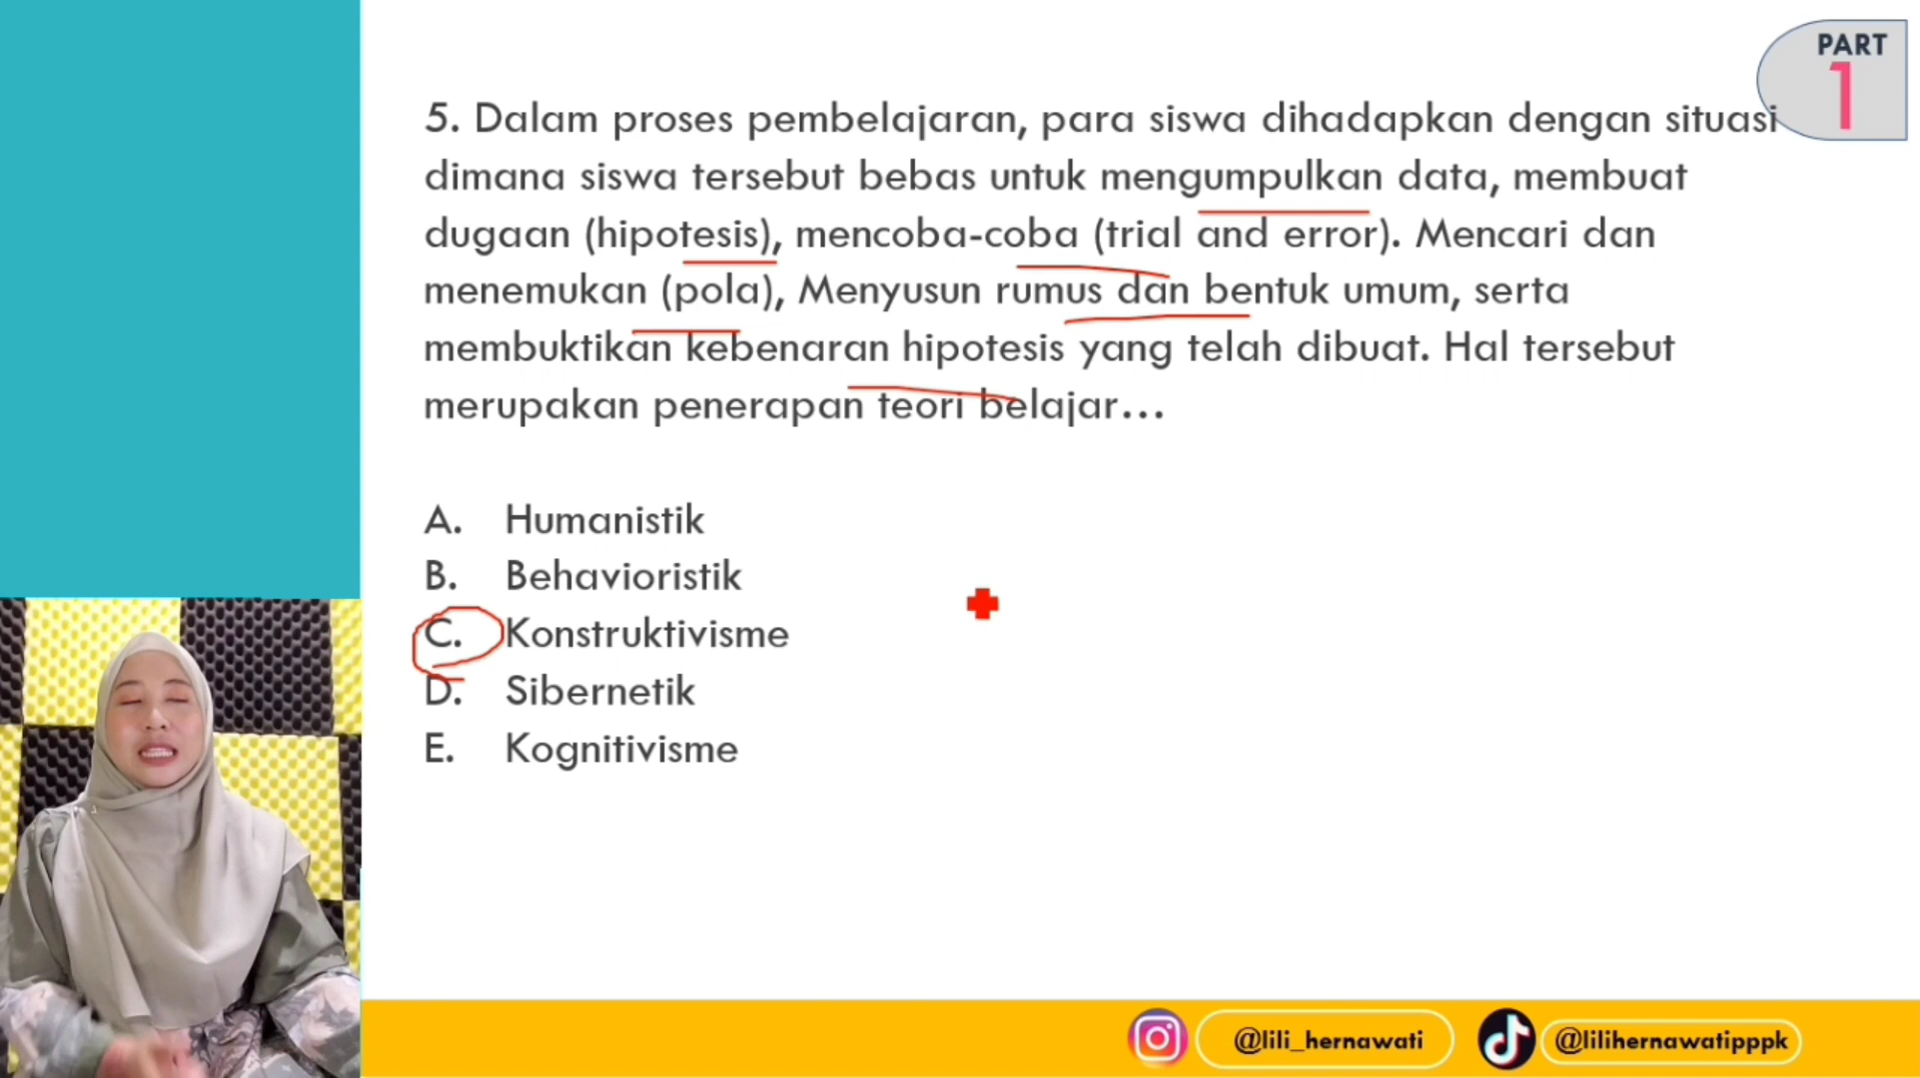 PART
1
5. Dalam proses pembelajaran, para siswa dihadapkan dengan situasi
dimana siswa tersebut bebas untuk mengumpulkan data, membuat
dugaan (hipotesis), mencoba-coba (trial and error). Mencari dan
menemukan (pola), Menyusun rumus dan bentuk umum, serta
membuktikan kebenaran hipotesis yang telah dibuat. Hal tersebut
merupakan penerapan teori belajar...
A. Humanistik
B. Behavioristik
C. Konstruktivisme
D. Sibernetik
E. Kognitivisme
@lili_hernawati
@lilihernawatipppk